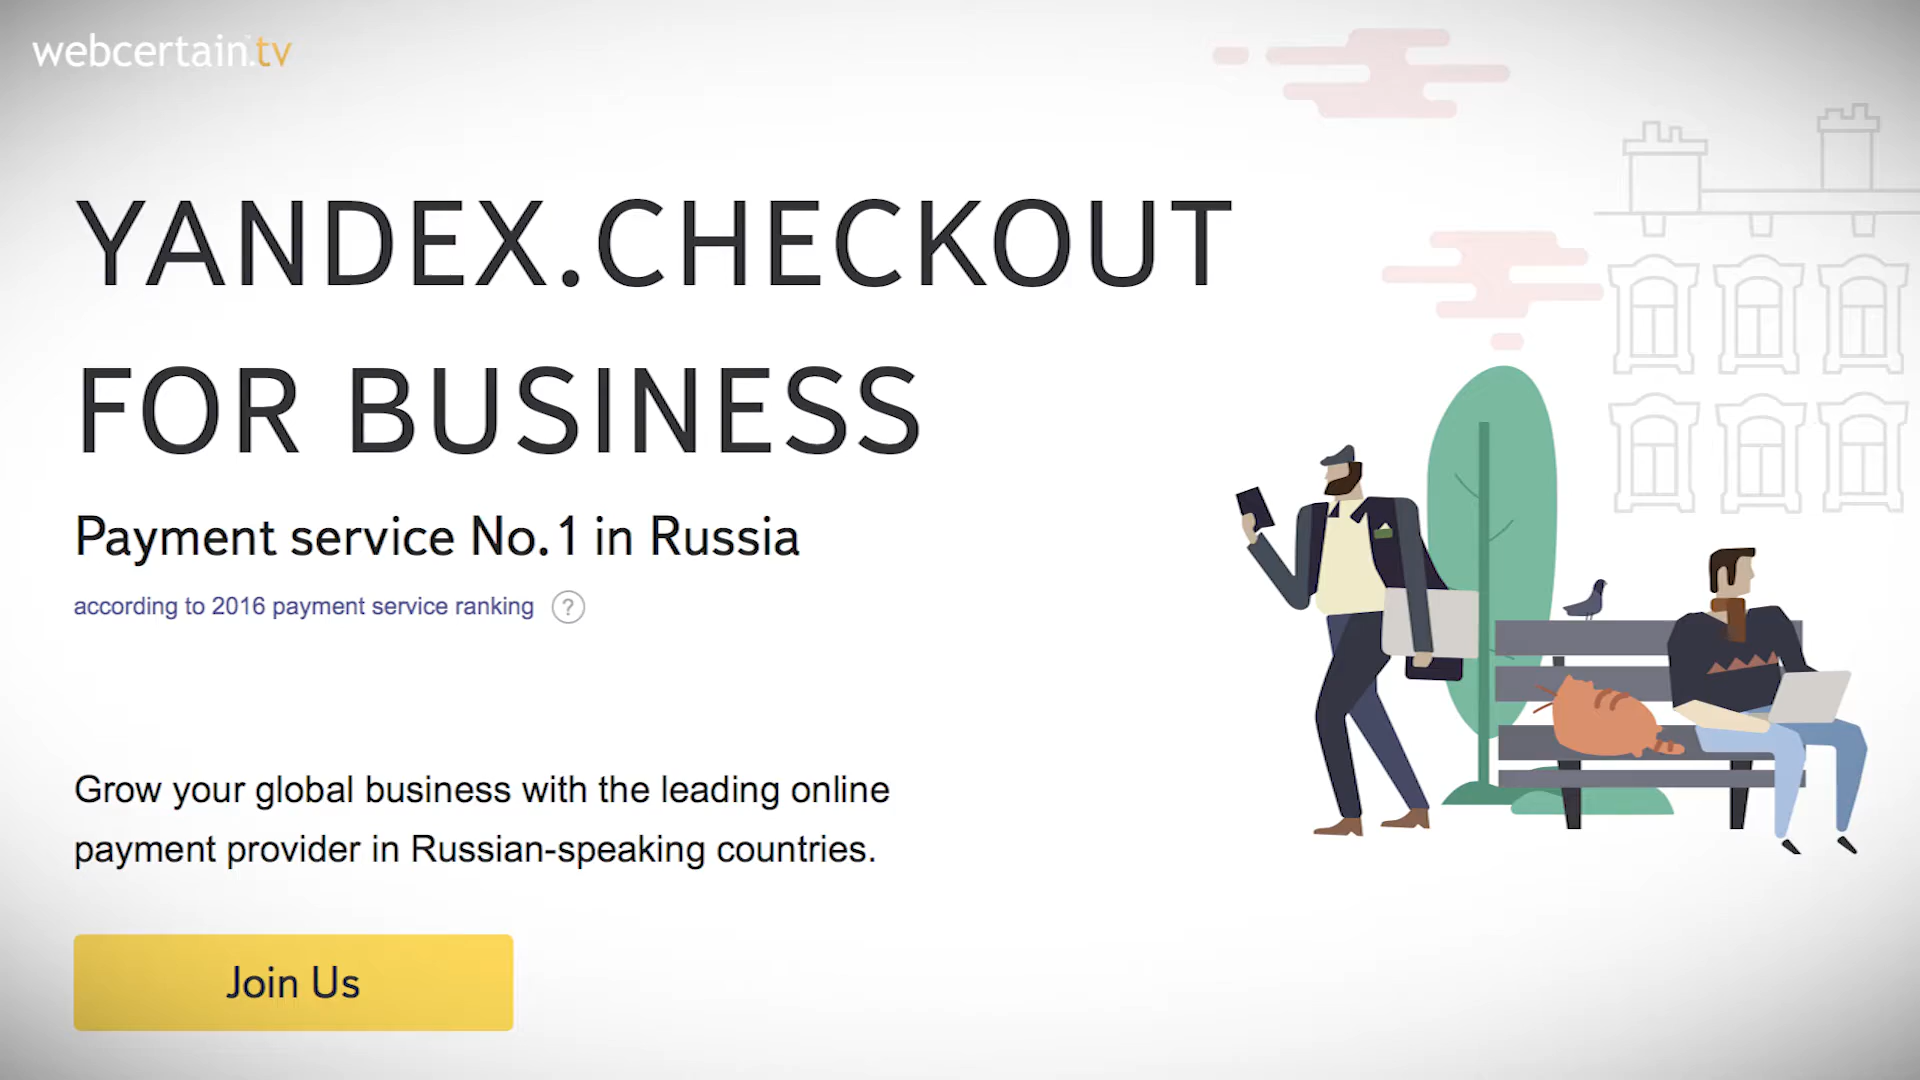 webcertain.tv
YANDEX.CHECKOUT
FOR BUSINESS
Payment service No.1 in Russia
according to 2016 payment service ranking ?
Grow your global business with the leading online
payment provider in Russian-speaking countries.
Join Us